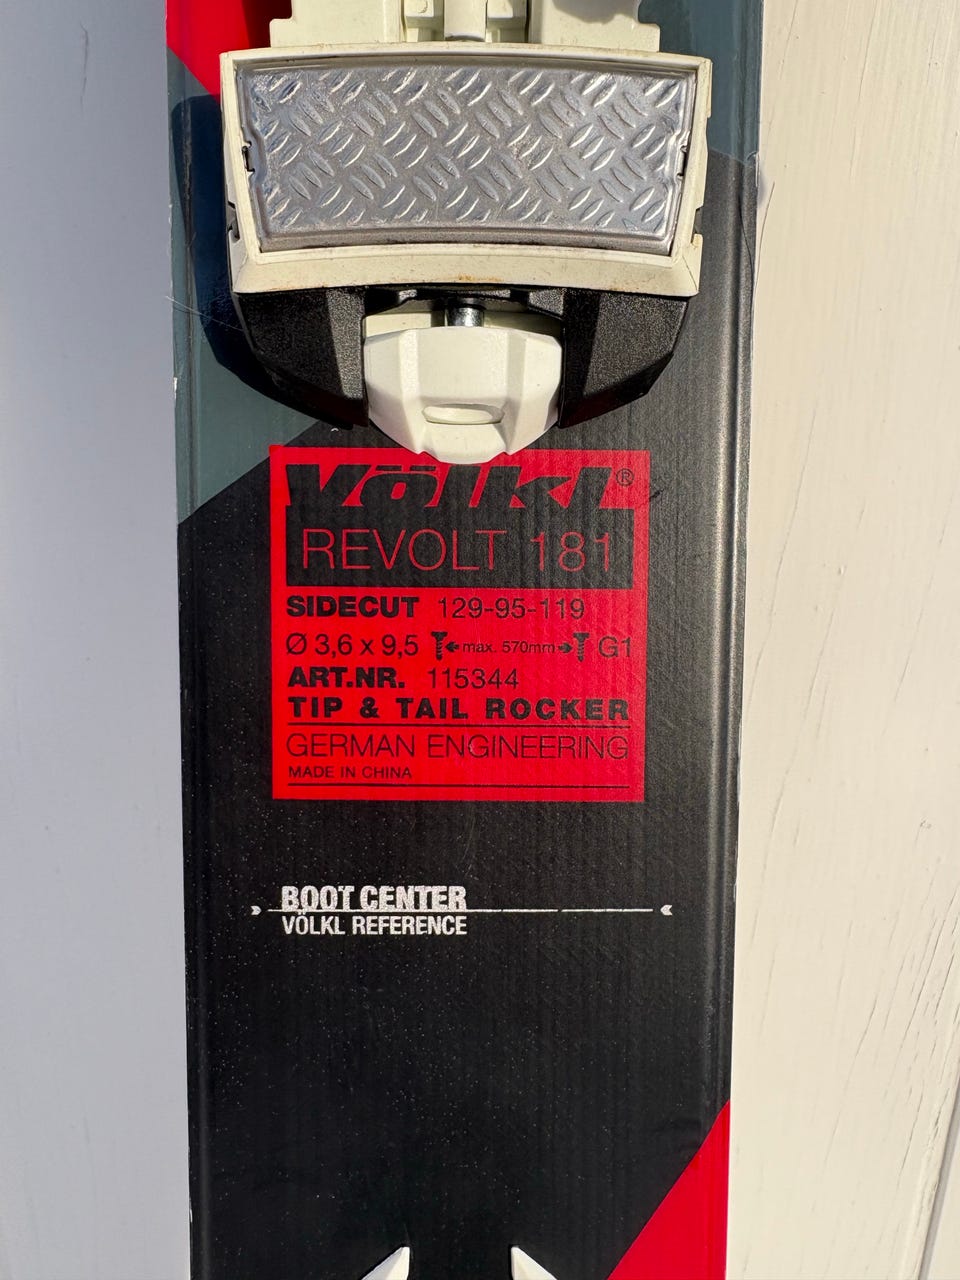 Völkl®
REVOLT 181
SIDECUT 129-95-119
Ø 3,6 x 9,5 max. 570mm G1
ART.NR. 115344
TIP & TAIL ROCKER
GERMAN ENGINEERING
MADE IN CHINA
BOOT CENTER
VÖLKL REFERENCE